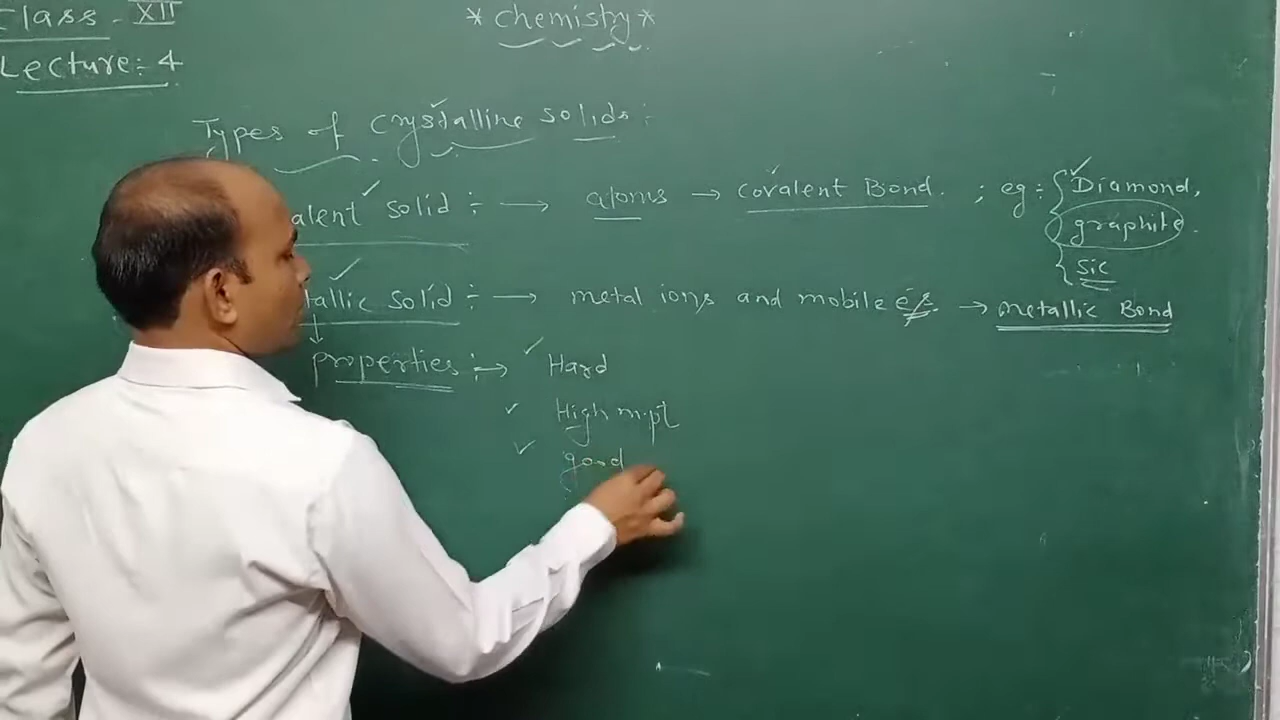 Class - XII
* Chemistry *
Lecture :- 4
Types of Crystalline solids :
alent solid :- → atoms → covalent Bond. ; eg :- { Diamond,
graphite.
SiC
tallic solid :- → metal ions and mobile e⁻s. → metallic Bond
properties :- → Hard
High m.pt
good